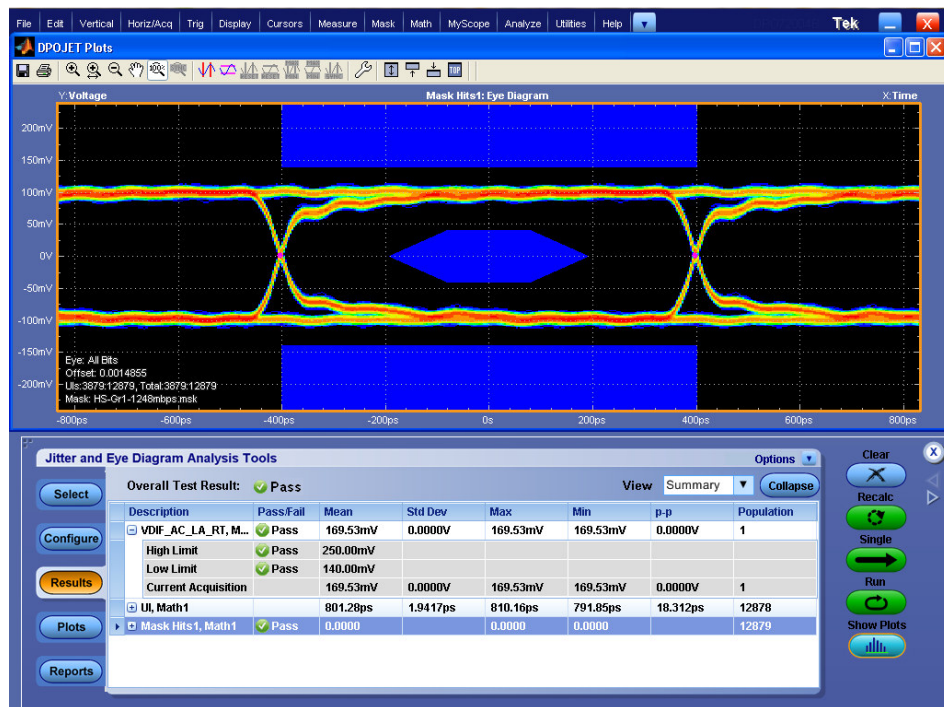 File Edit Vertical Horiz/Acq Trig Display Cursors Measure Mask Math MyScope Analyze Utilities Help Tek X
DPOJET Plots
100% TOP
Y:Voltage Mask Hits1: Eye Diagram X:Time
200mV
150mV
100mV
50mV
0V
-50mV
-100mV
-150mV
-200mV
Eye: All Bits
Offset: 0.0014855
UIs:3879:12879, Total:3879:12879
Mask: HS-Gr1-1248mbps.msk
-800ps -600ps -400ps -200ps 0s 200ps 400ps 600ps 800ps
Jitter and Eye Diagram Analysis Tools Options Clear X
Overall Test Result: Pass View Summary Collapse
Select Recalc
Description Pass/Fail Mean Std Dev Max Min p-p Population
VDIF_AC_LA_RT, M... Pass 169.53mV 0.0000V 169.53mV 169.53mV 0.0000V 1
Configure Single
High Limit Pass 250.00mV
Low Limit Pass 140.00mV
Results Run
Current Acquisition 169.53mV 0.0000V 169.53mV 169.53mV 0.0000V 1
UI, Math1 801.28ps 1.9417ps 810.16ps 791.85ps 18.312ps 12878
Plots Mask Hits1, Math1 Pass 0.0000 0.0000 0.0000 12879 Show Plots
Reports